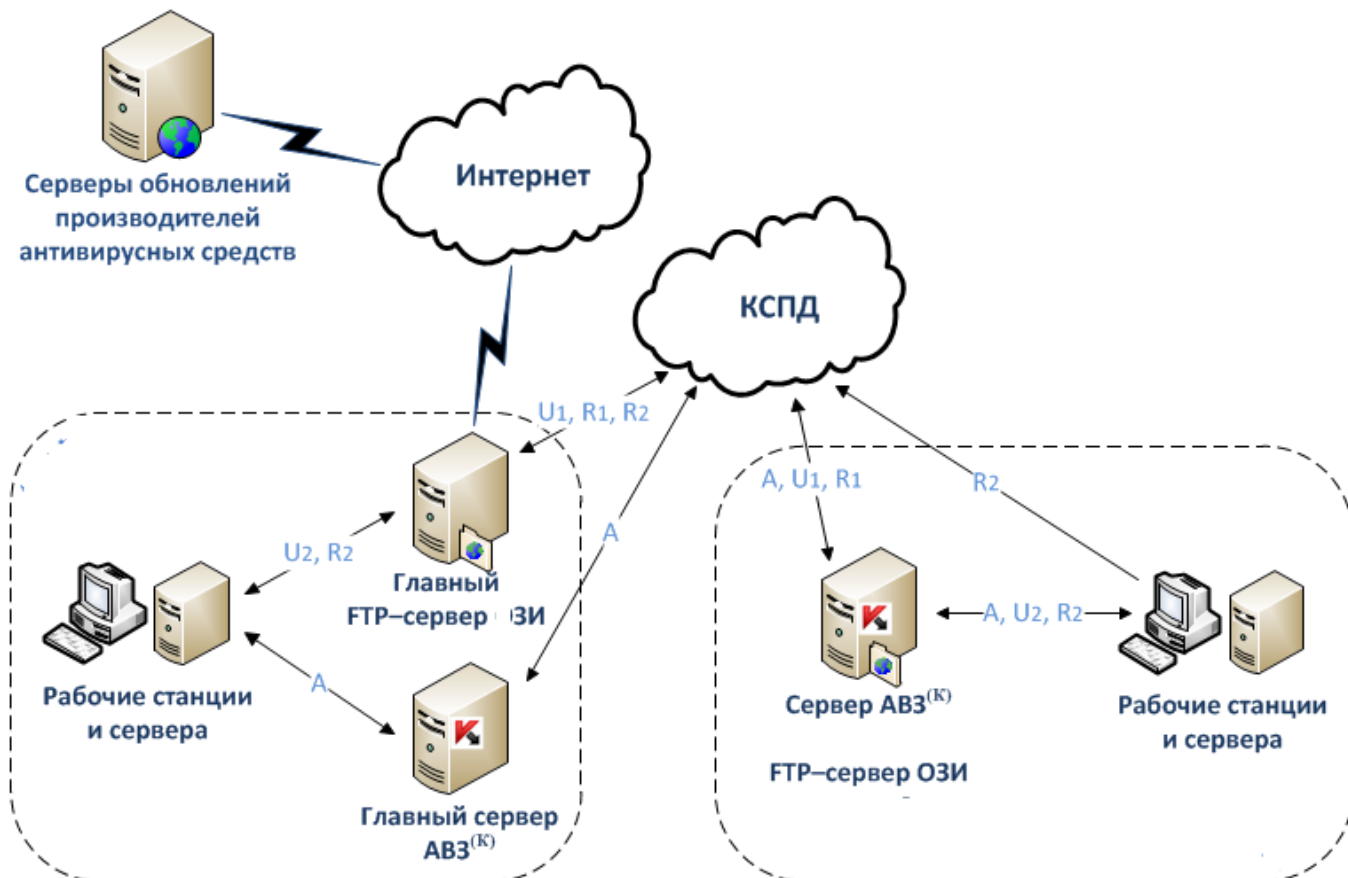 Серверы обновлений
производителей
антивирусных средств
Интернет
КСПД
U1, R1, R2
A, U1, R1
R2
A
U2, R2
Главный
FTP–сервер ОЗИ
A
Рабочие станции
и сервера
Главный сервер
АВЗ(К)
A, U2, R2
Сервер АВЗ(К)
FTP–сервер ОЗИ
Рабочие станции
и сервера